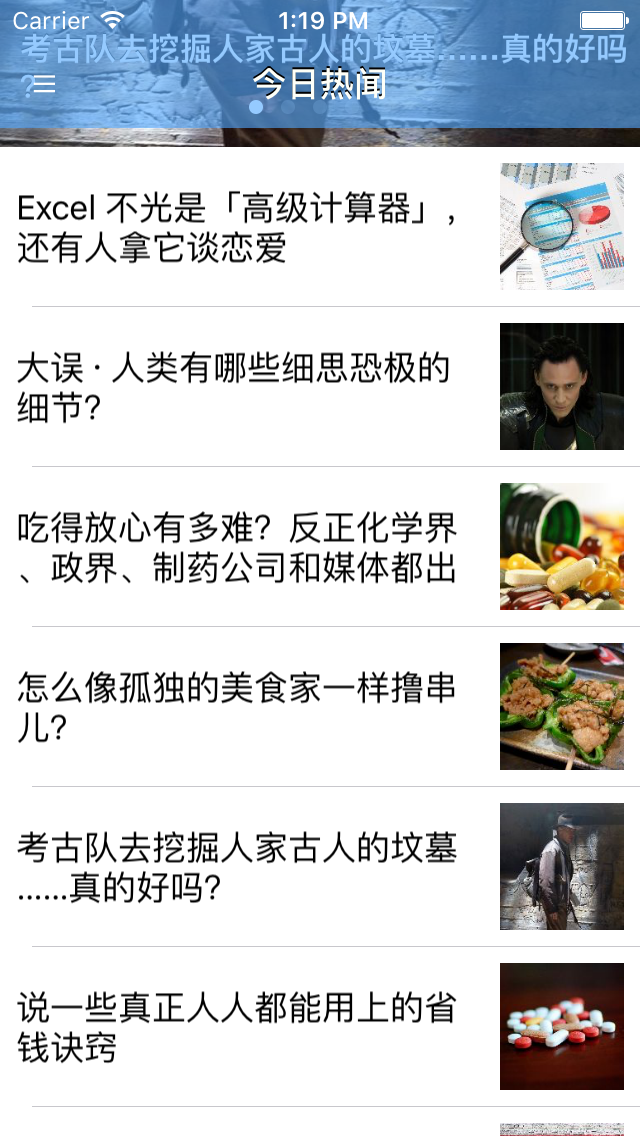 Carrier 1:19 PM
考古队去挖掘人家古人的坟墓……真的好吗
?
今日热闻
Excel 不光是「高级计算器」，
还有人拿它谈恋爱
大误 · 人类有哪些细思恐极的
细节？
吃得放心有多难？反正化学界
、政界、制药公司和媒体都出
怎么像孤独的美食家一样撸串
儿？
考古队去挖掘人家古人的坟墓
……真的好吗？
说一些真正人人都能用上的省
钱诀窍